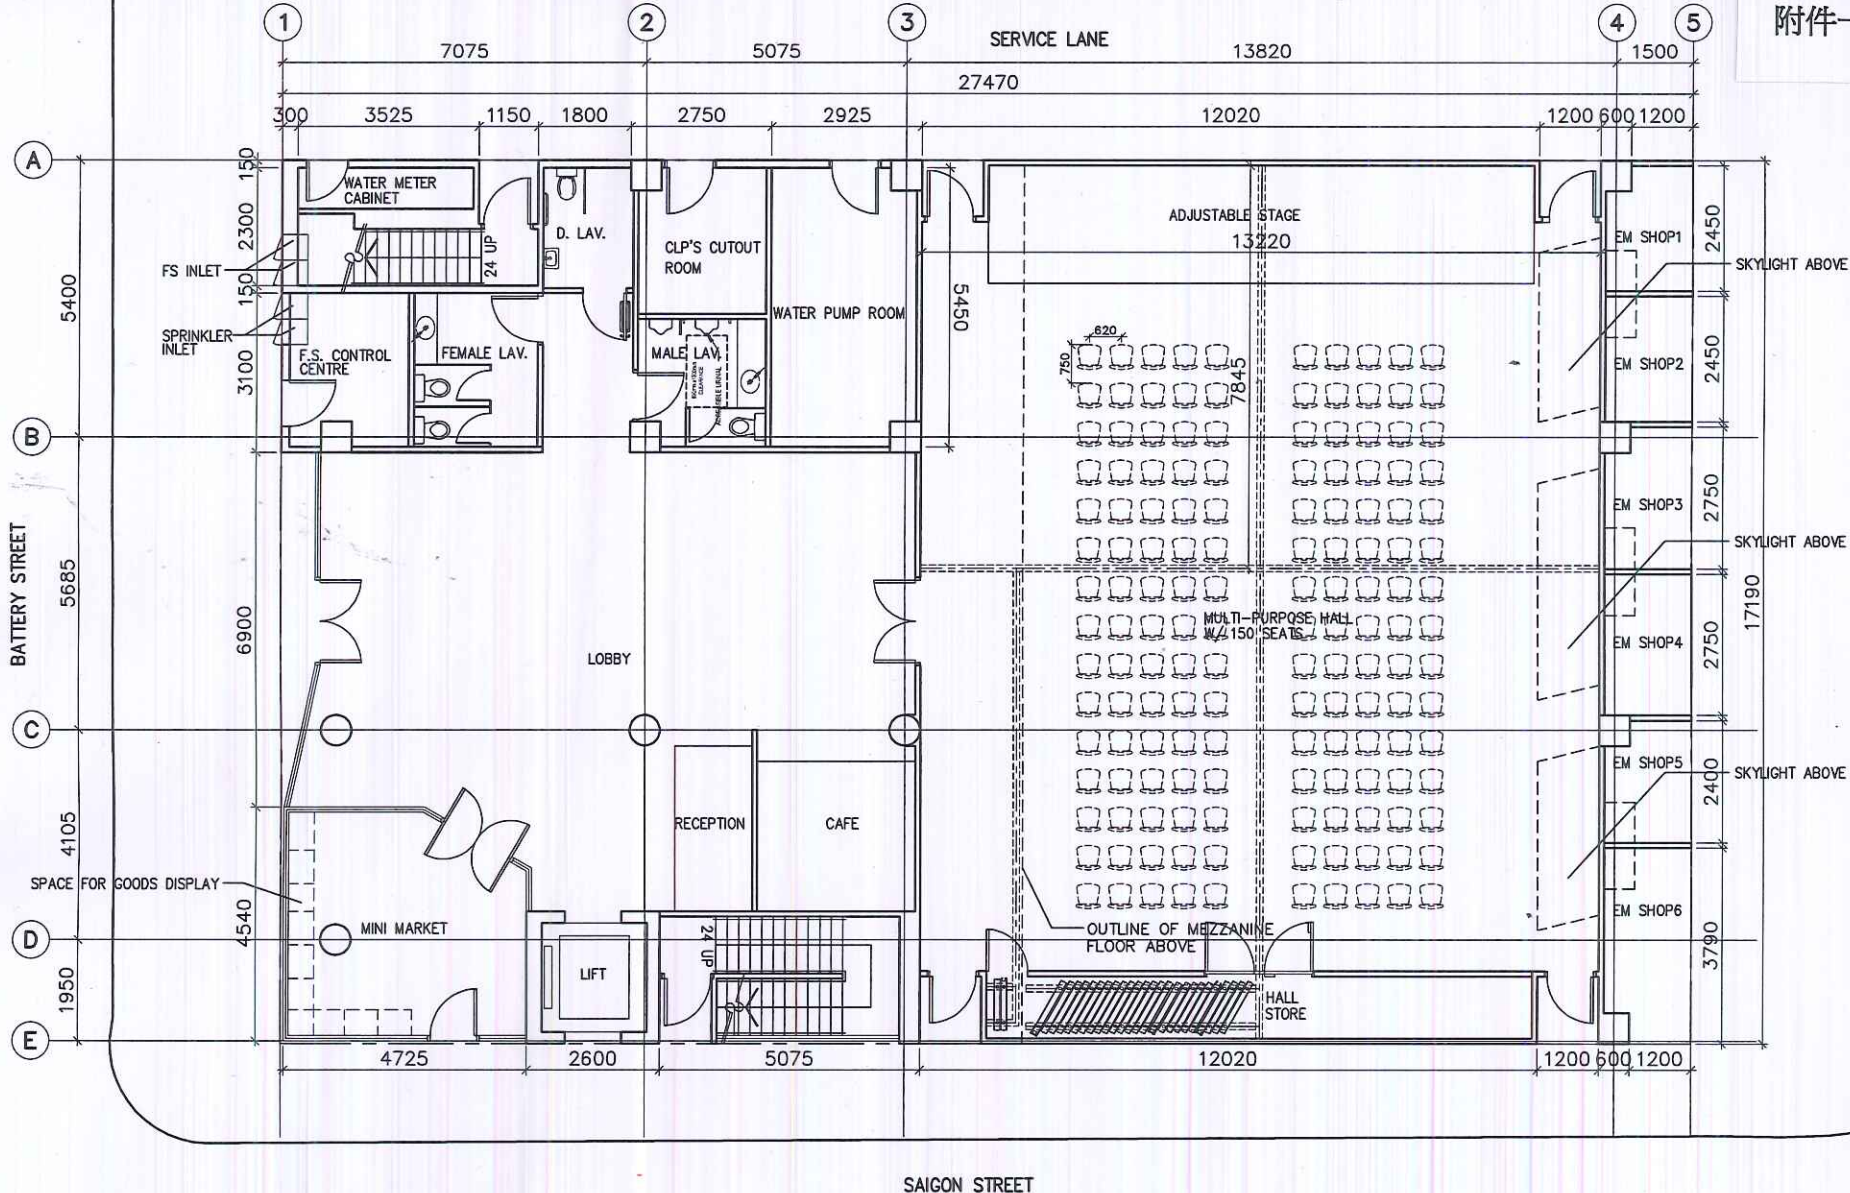 附件一
1
2
3
4
5
SERVICE LANE
7075
5075
13820
1500
27470
300
3525
1150
1800
2750
2925
12020
1200
600
1200
A
B
C
D
E
5400
5685
4105
1950
BATTERY STREET
150
2300
150
3100
6900
4540
WATER METER
CABINET
FS INLET
24 UP
D. LAV.
CLP'S CUTOUT
ROOM
WATER PUMP ROOM
SPRINKLER
INLET
F.S. CONTROL
CENTRE
FEMALE LAV.
MALE LAV.
5450
ADJUSTABLE STAGE
13220
7845
620
750
EM SHOP1
EM SHOP2
EM SHOP3
EM SHOP4
EM SHOP5
EM SHOP6
2450
2450
2750
2750
2400
3790
17190
SKYLIGHT ABOVE
SKYLIGHT ABOVE
SKYLIGHT ABOVE
MULTI-PURPOSE HALL
W/ 150 SEATS
LOBBY
RECEPTION
CAFE
SPACE FOR GOODS DISPLAY
MINI MARKET
LIFT
24 UP
OUTLINE OF MEZZANINE
FLOOR ABOVE
HALL
STORE
4725
2600
5075
12020
1200
600
1200
SAIGON STREET